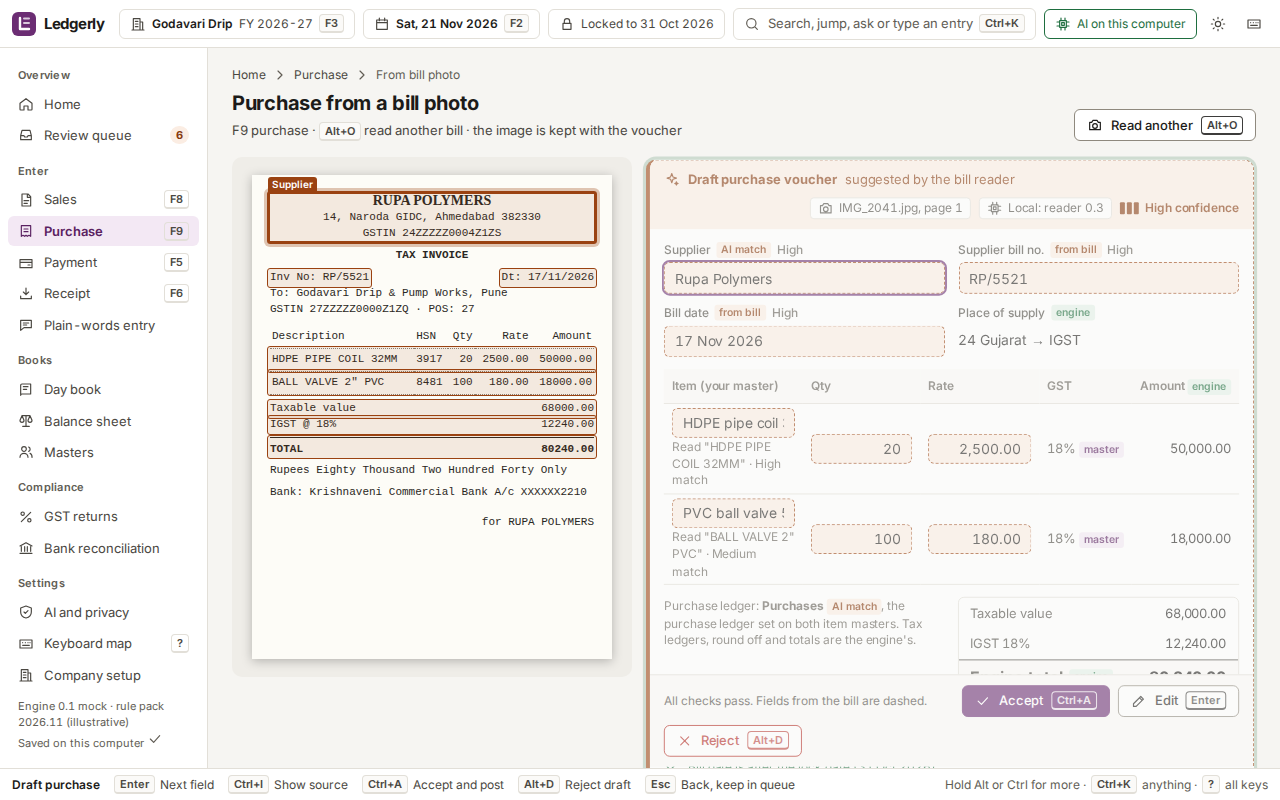 Ledgerly
Godavari Drip FY 2026-27 F3
Sat, 21 Nov 2026 F2
Locked to 31 Oct 2026
Search, jump, ask or type an entry Ctrl+K
AI on this computer
Overview
Home
Review queue 6
Enter
Sales F8
Purchase F9
Payment F5
Receipt F6
Plain-words entry
Books
Day book
Balance sheet
Masters
Compliance
GST returns
Bank reconciliation
Settings
AI and privacy
Keyboard map ?
Company setup
Engine 0.1 mock · rule pack
2026.11 (illustrative)
Saved on this computer
Home > Purchase > From bill photo
Purchase from a bill photo
F9 purchase · Alt+O read another bill · the image is kept with the voucher
Read another Alt+O
Supplier
RUPA POLYMERS
14, Naroda GIDC, Ahmedabad 382330
GSTIN 24ZZZZZ0004Z1ZS
TAX INVOICE
Inv No: RP/5521 Dt: 17/11/2026
To: Godavari Drip & Pump Works, Pune
GSTIN 27ZZZZZ0000Z1ZQ · POS: 27
Description HSN Qty Rate Amount
HDPE PIPE COIL 32MM 3917 20 2500.00 50000.00
BALL VALVE 2" PVC 8481 100 180.00 18000.00
Taxable value 68000.00
IGST @ 18% 12240.00
TOTAL 80240.00
Rupees Eighty Thousand Two Hundred Forty Only
Bank: Krishnaveni Commercial Bank A/c XXXXXX2210
for RUPA POLYMERS
Draft purchase voucher suggested by the bill reader
IMG_2041.jpg, page 1
Local: reader 0.3
High confidence
Supplier AI match High
Rupa Polymers
Supplier bill no. from bill High
RP/5521
Bill date from bill High
17 Nov 2026
Place of supply engine
24 Gujarat → IGST
Item (your master) Qty Rate GST Amount engine
HDPE pipe coil
Read "HDPE PIPE
COIL 32MM" · High
match
20 2,500.00 18% master 50,000.00
PVC ball valve
Read "BALL VALVE 2"
PVC" · Medium
match
100 180.00 18% master 18,000.00
Purchase ledger: Purchases AI match, the
purchase ledger set on both item masters. Tax
ledgers, round off and totals are the engine's.
Taxable value 68,000.00
IGST 18% 12,240.00
All checks pass. Fields from the bill are dashed.
Accept Ctrl+A
Edit Enter
Reject Alt+D
Draft purchase Enter Next field Ctrl+I Show source Ctrl+A Accept and post Alt+D Reject draft Esc Back, keep in queue
Hold Alt or Ctrl for more · Ctrl+K anything · ? all keys